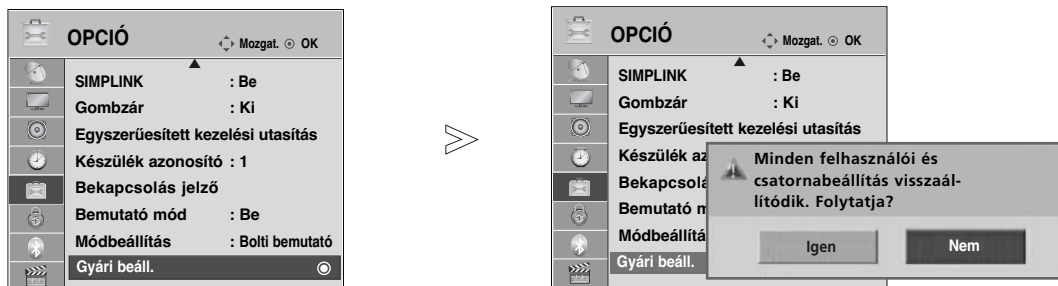 OPCIÓ
Mozgat. OK
SIMPLINK : Be
Gombzár : Ki
Egyszerűesített kezelési utasítás
Készülék azonosító : 1
Bekapcsolás jelző
Bemutató mód : Be
Módbeállítás : Bolti bemutató
Gyári beáll.
OPCIÓ
Mozgat. OK
SIMPLINK : Be
Gombzár : Ki
Egyszerűesített kezelési utasítás
Készülék az
Bekapcsolá
Bemutató m
Módbeállítá
Gyári beáll.
Minden felhasználói és
csatornabeállítás visszaál-
lítódik. Folytatja?
Igen Nem